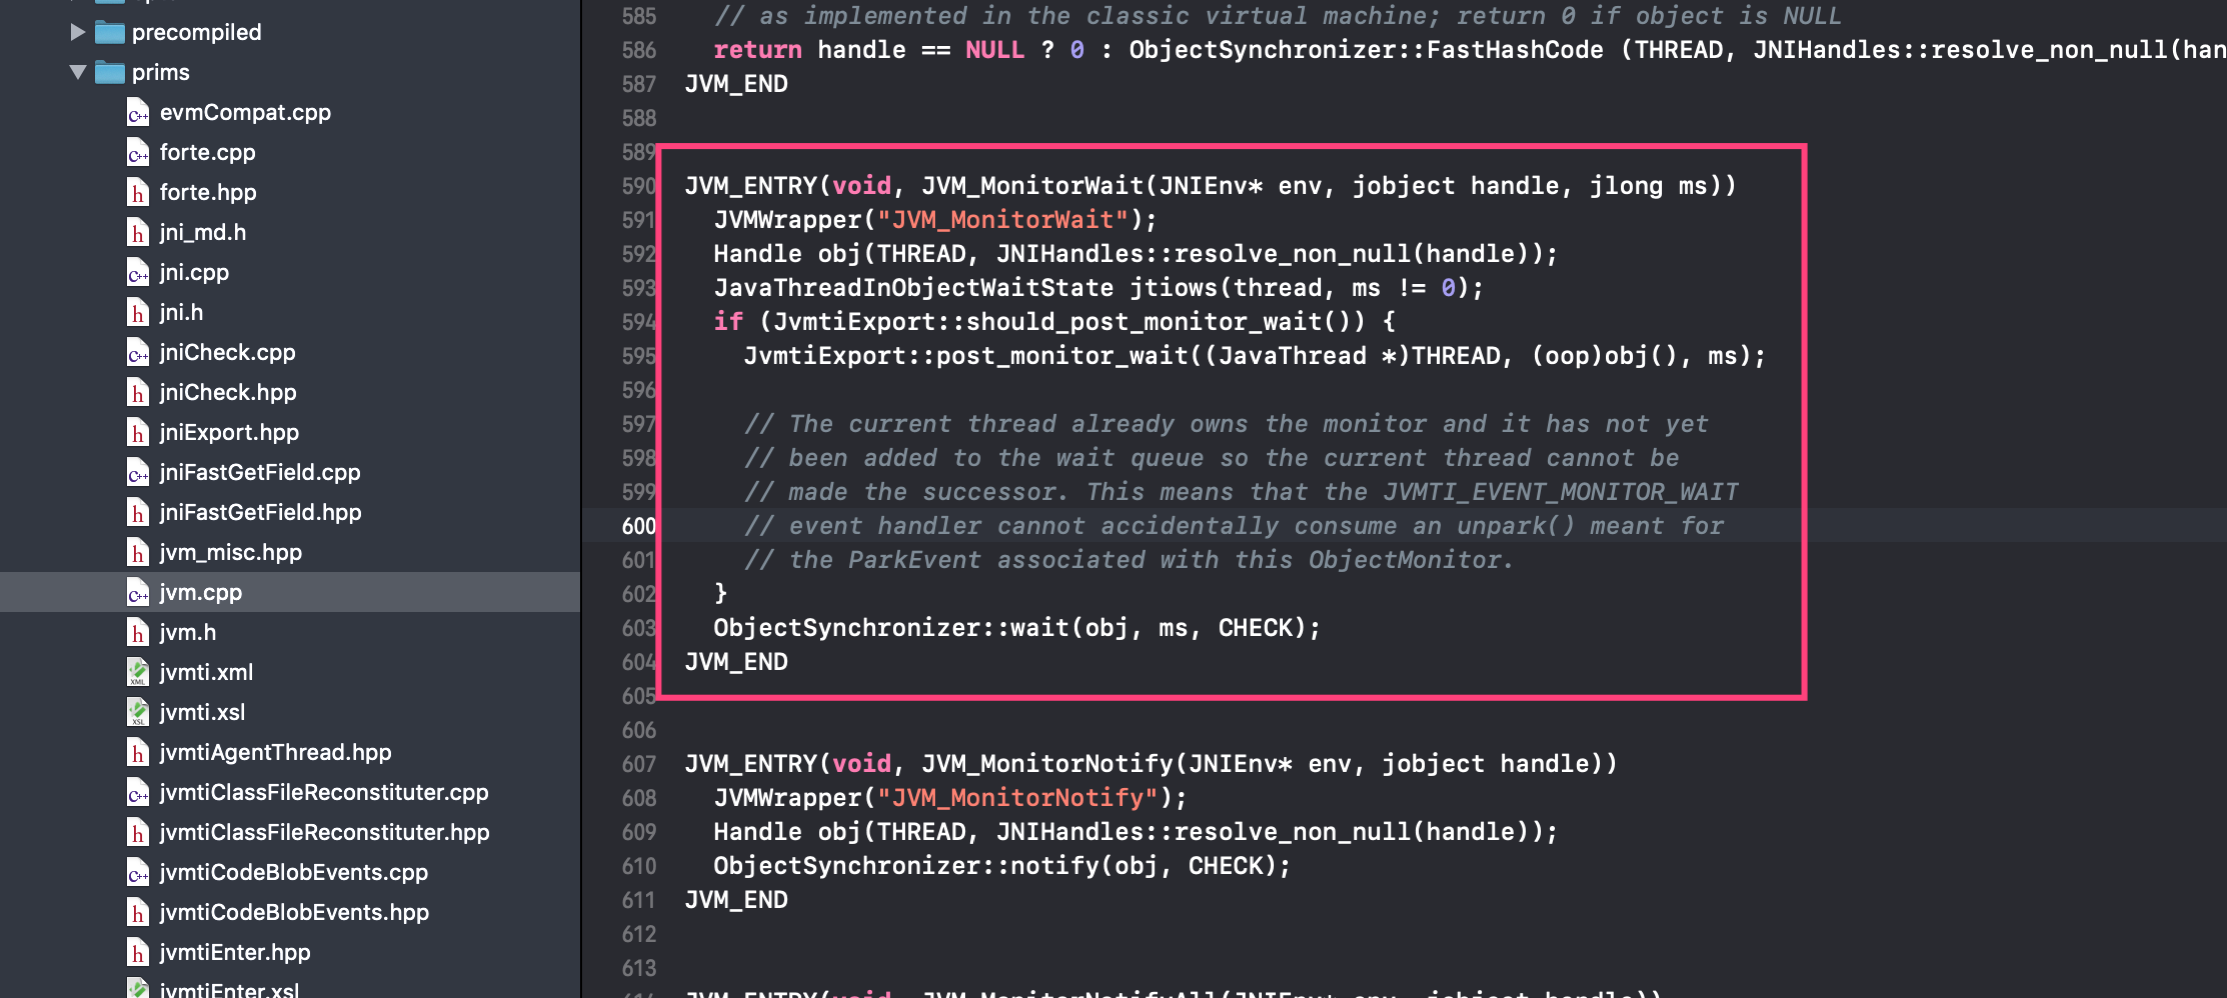 precompiled
prims
evmCompat.cpp
forte.cpp
forte.hpp
jni_md.h
jni.cpp
jni.h
jniCheck.cpp
jniCheck.hpp
jniExport.hpp
jniFastGetField.cpp
jniFastGetField.hpp
jvm_misc.hpp
jvm.cpp
jvm.h
jvmti.xml
jvmti.xsl
jvmtiAgentThread.hpp
jvmtiClassFileReconstituter.cpp
jvmtiClassFileReconstituter.hpp
jvmtiCodeBlobEvents.cpp
jvmtiCodeBlobEvents.hpp
jvmtiEnter.hpp
jvmtiEnter.xsl
585 // as implemented in the classic virtual machine; return 0 if object is NULL
586 return handle == NULL ? 0 : ObjectSynchronizer::FastHashCode (THREAD, JNIHandles::resolve_non_null(han
587 JVM_END
588
589
590 JVM_ENTRY(void, JVM_MonitorWait(JNIEnv* env, jobject handle, jlong ms))
591 JVMWrapper("JVM_MonitorWait");
592 Handle obj(THREAD, JNIHandles::resolve_non_null(handle));
593 JavaThreadInObjectWaitState jtiows(thread, ms != 0);
594 if (JvmtiExport::should_post_monitor_wait()) {
595 JvmtiExport::post_monitor_wait((JavaThread *)THREAD, (oop)obj(), ms);
596
597 // The current thread already owns the monitor and it has not yet
598 // been added to the wait queue so the current thread cannot be
599 // made the successor. This means that the JVMTI_EVENT_MONITOR_WAIT
600 // event handler cannot accidentally consume an unpark() meant for
601 // the ParkEvent associated with this ObjectMonitor.
602 }
603 ObjectSynchronizer::wait(obj, ms, CHECK);
604 JVM_END
605
606
607 JVM_ENTRY(void, JVM_MonitorNotify(JNIEnv* env, jobject handle))
608 JVMWrapper("JVM_MonitorNotify");
609 Handle obj(THREAD, JNIHandles::resolve_non_null(handle));
610 ObjectSynchronizer::notify(obj, CHECK);
611 JVM_END
612
613
614 JVM_ENTRY(void, JVM_MonitorNotifyAll(JNIEnv* env, jobject handle))